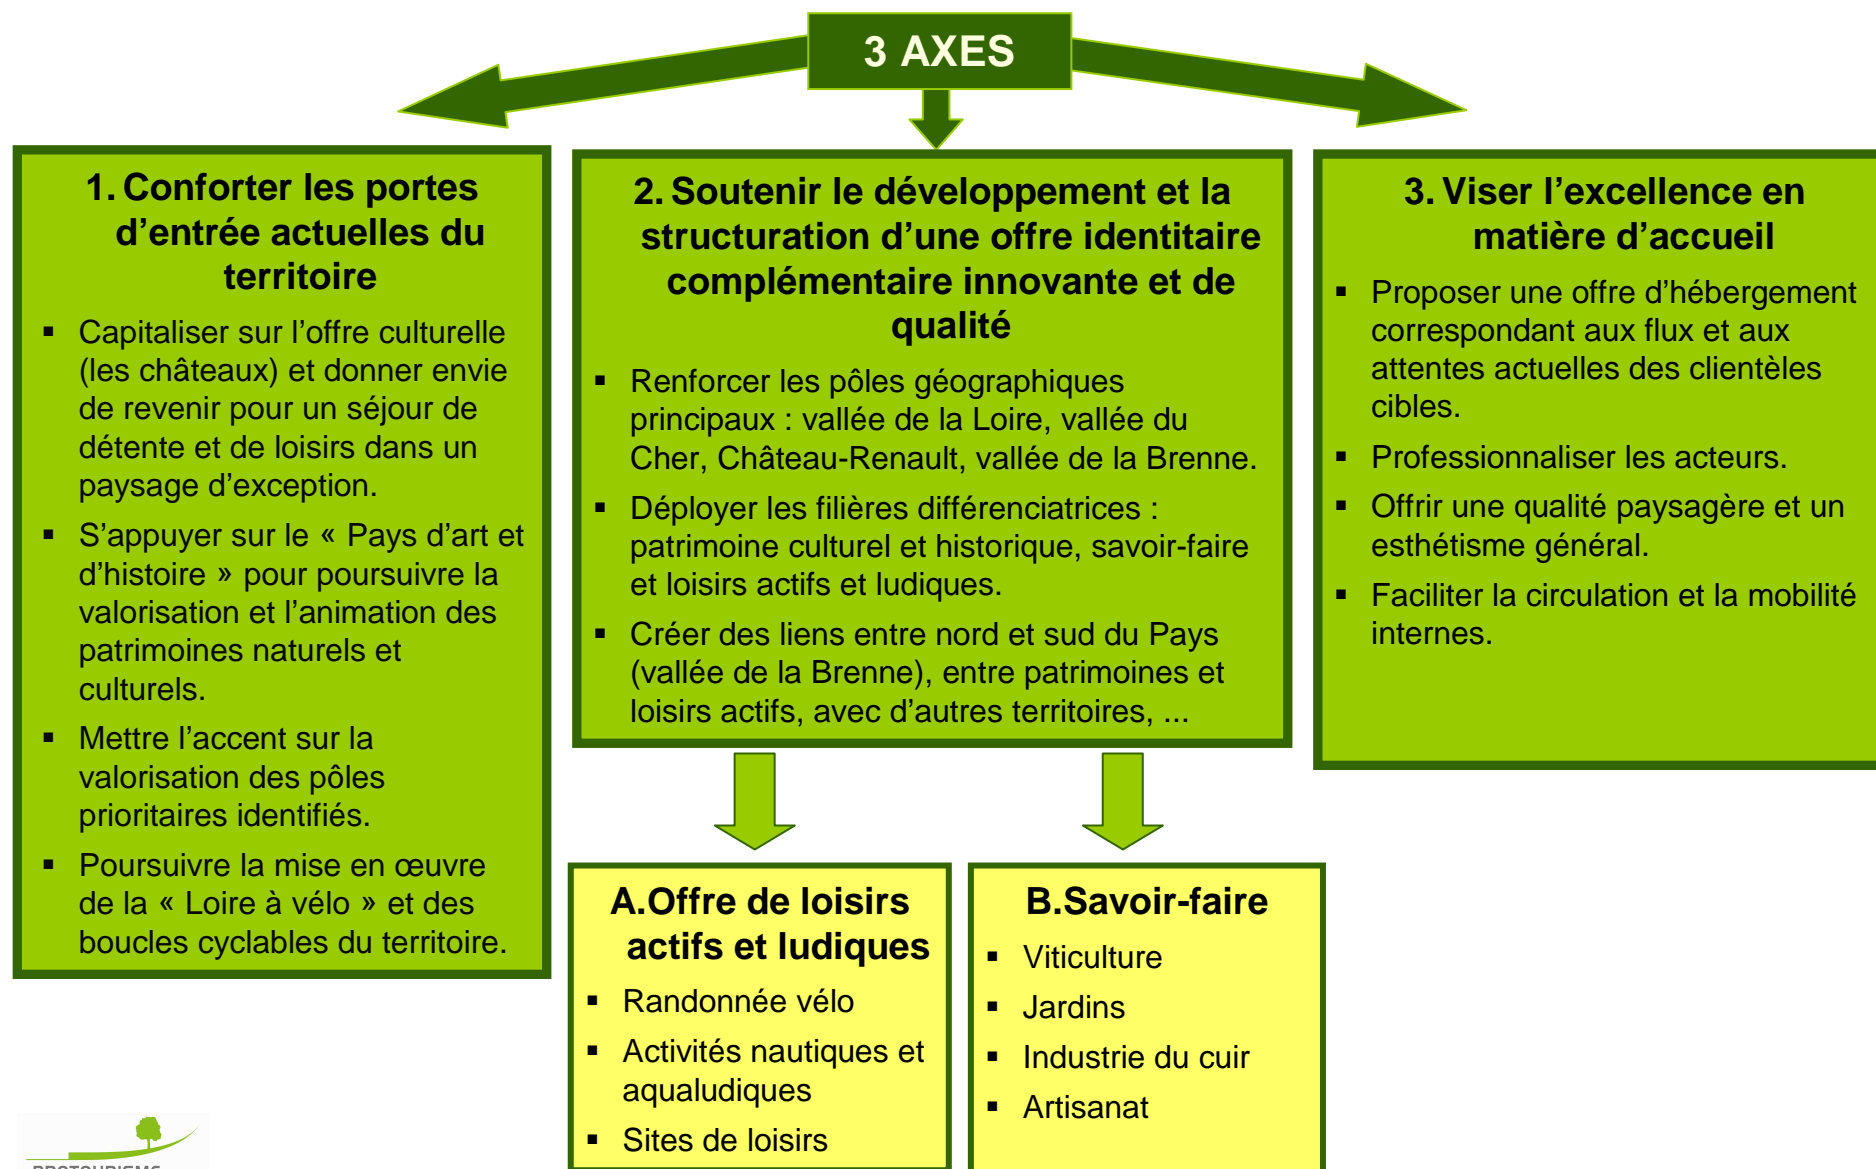 3 AXES
1. Conforter les portes
d’entrée actuelles du
territoire
▪ Capitaliser sur l’offre culturelle
(les châteaux) et donner envie
de revenir pour un séjour de
détente et de loisirs dans un
paysage d’exception.
▪ S’appuyer sur le « Pays d’art et
d’histoire » pour poursuivre la
valorisation et l’animation des
patrimoines naturels et
culturels.
▪ Mettre l’accent sur la
valorisation des pôles
prioritaires identifiés.
▪ Poursuivre la mise en œuvre
de la « Loire à vélo » et des
boucles cyclables du territoire.
2. Soutenir le développement et la
structuration d’une offre identitaire
complémentaire innovante et de
qualité
▪ Renforcer les pôles géographiques
principaux : vallée de la Loire, vallée du
Cher, Château-Renault, vallée de la Brenne.
▪ Déployer les filières différenciatrices :
patrimoine culturel et historique, savoir-faire
et loisirs actifs et ludiques.
▪ Créer des liens entre nord et sud du Pays
(vallée de la Brenne), entre patrimoines et
loisirs actifs, avec d’autres territoires, ...
3. Viser l’excellence en
matière d’accueil
▪ Proposer une offre d’hébergement
correspondant aux flux et aux
attentes actuelles des clientèles
cibles.
▪ Professionnaliser les acteurs.
▪ Offrir une qualité paysagère et un
esthétisme général.
▪ Faciliter la circulation et la mobilité
internes.
A.Offre de loisirs
actifs et ludiques
▪ Randonnée vélo
▪ Activités nautiques et
aqualudiques
▪ Sites de loisirs
B.Savoir-faire
▪ Viticulture
▪ Jardins
▪ Industrie du cuir
▪ Artisanat
PROTOURISME